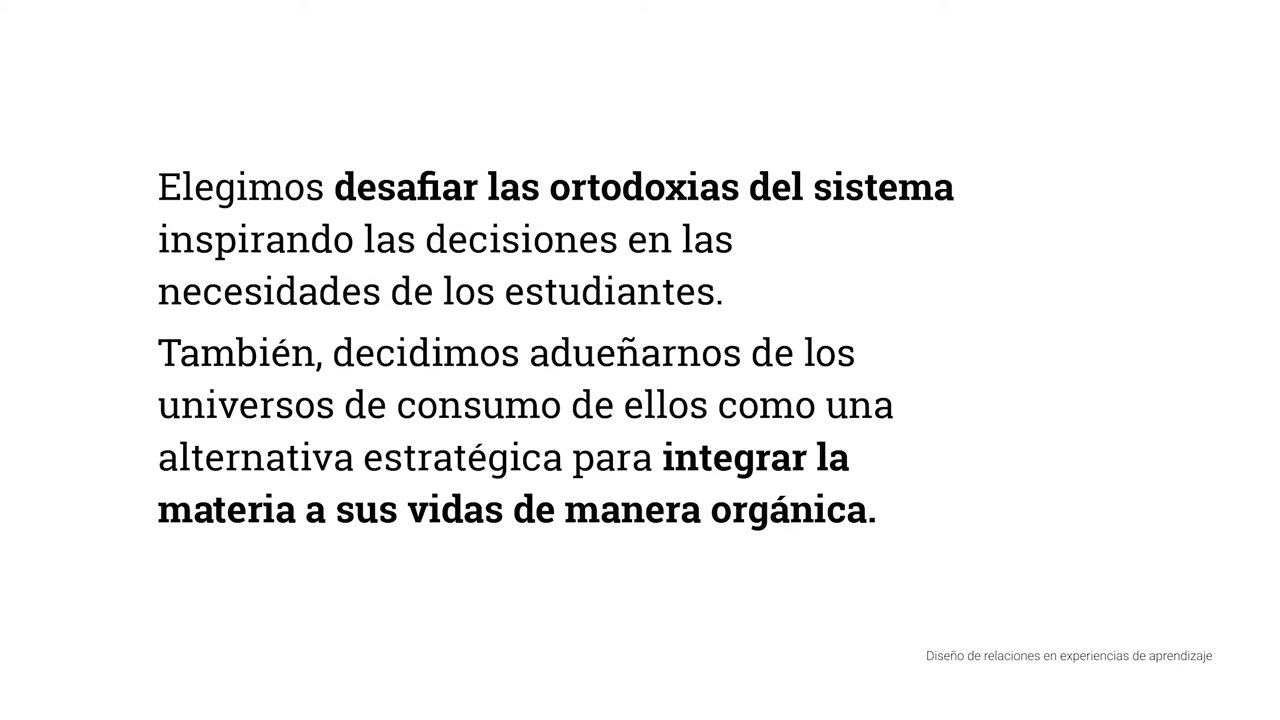 Elegimos desafiar las ortodoxias del sistema
inspirando las decisiones en las
necesidades de los estudiantes.
También, decidimos adueñarnos de los
universos de consumo de ellos como una
alternativa estratégica para integrar la
materia a sus vidas de manera orgánica.
Diseño de relaciones en experiencias de aprendizaje